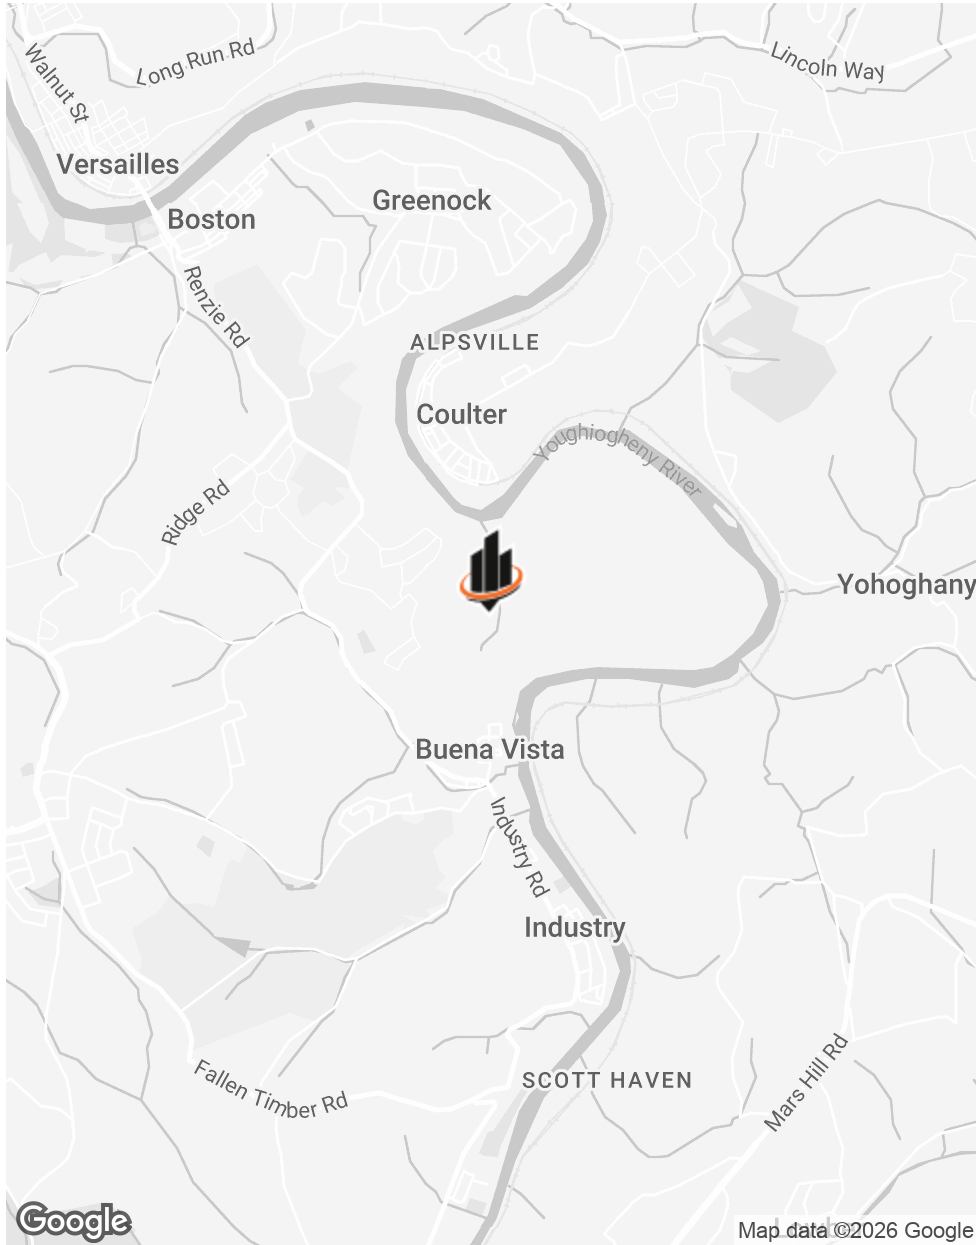 Long Run Rd
Lincoln Way
Walnut St
Versailles
Greenock
Boston
Renzie Rd
ALPSVILLE
Coulter
Youghiogheny River
Ridge Rd
Yohoghany
Buena Vista
Industry Rd
Industry
Mars Hill Rd
SCOTT HAVEN
Fallen Timber Rd
Google
Map data ©2026 Google